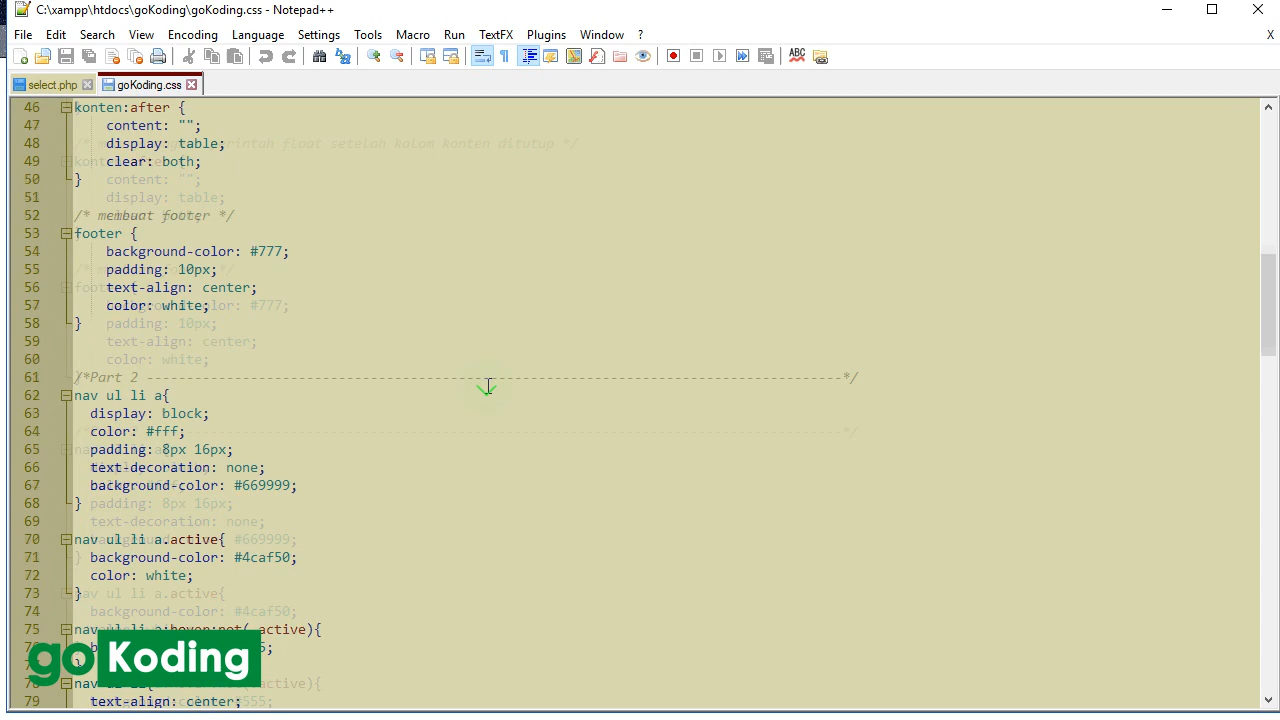 C:\xampp\htdocs\goKoding\goKoding.css - Notepad++
File Edit Search View Encoding Language Settings Tools Macro Run TextFX Plugins Window ? X
select.php goKoding.css
46 konten:after {
47 content: "";
48 display: table;
49 clear: both;
50 }
51
52 /* membuat footer */
53 footer {
54 background-color: #777;
55 padding: 10px;
56 text-align: center;
57 color: white;
58 }
59
60
61 /*Part 2 ---------------------------------------------------------------------------------------*/
62 nav ul li a{
63 display: block;
64 color: #fff;
65 padding: 8px 16px;
66 text-decoration: none;
67 background-color: #669999;
68 }
69
70 nav ul li a.active{
71 background-color: #4caf50;
72 color: white;
73 }
74
75 nav ul li a:hover:not(.active){
79 text-align: center;
goKoding